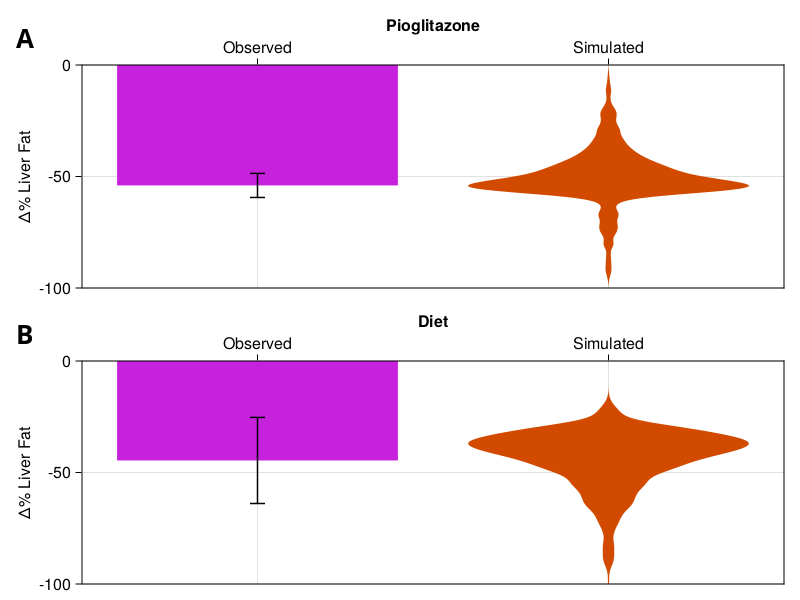 A
Pioglitazone
Observed Simulated
0
-50
-100
Δ% Liver Fat
B
Diet
Observed Simulated
0
-50
-100
Δ% Liver Fat